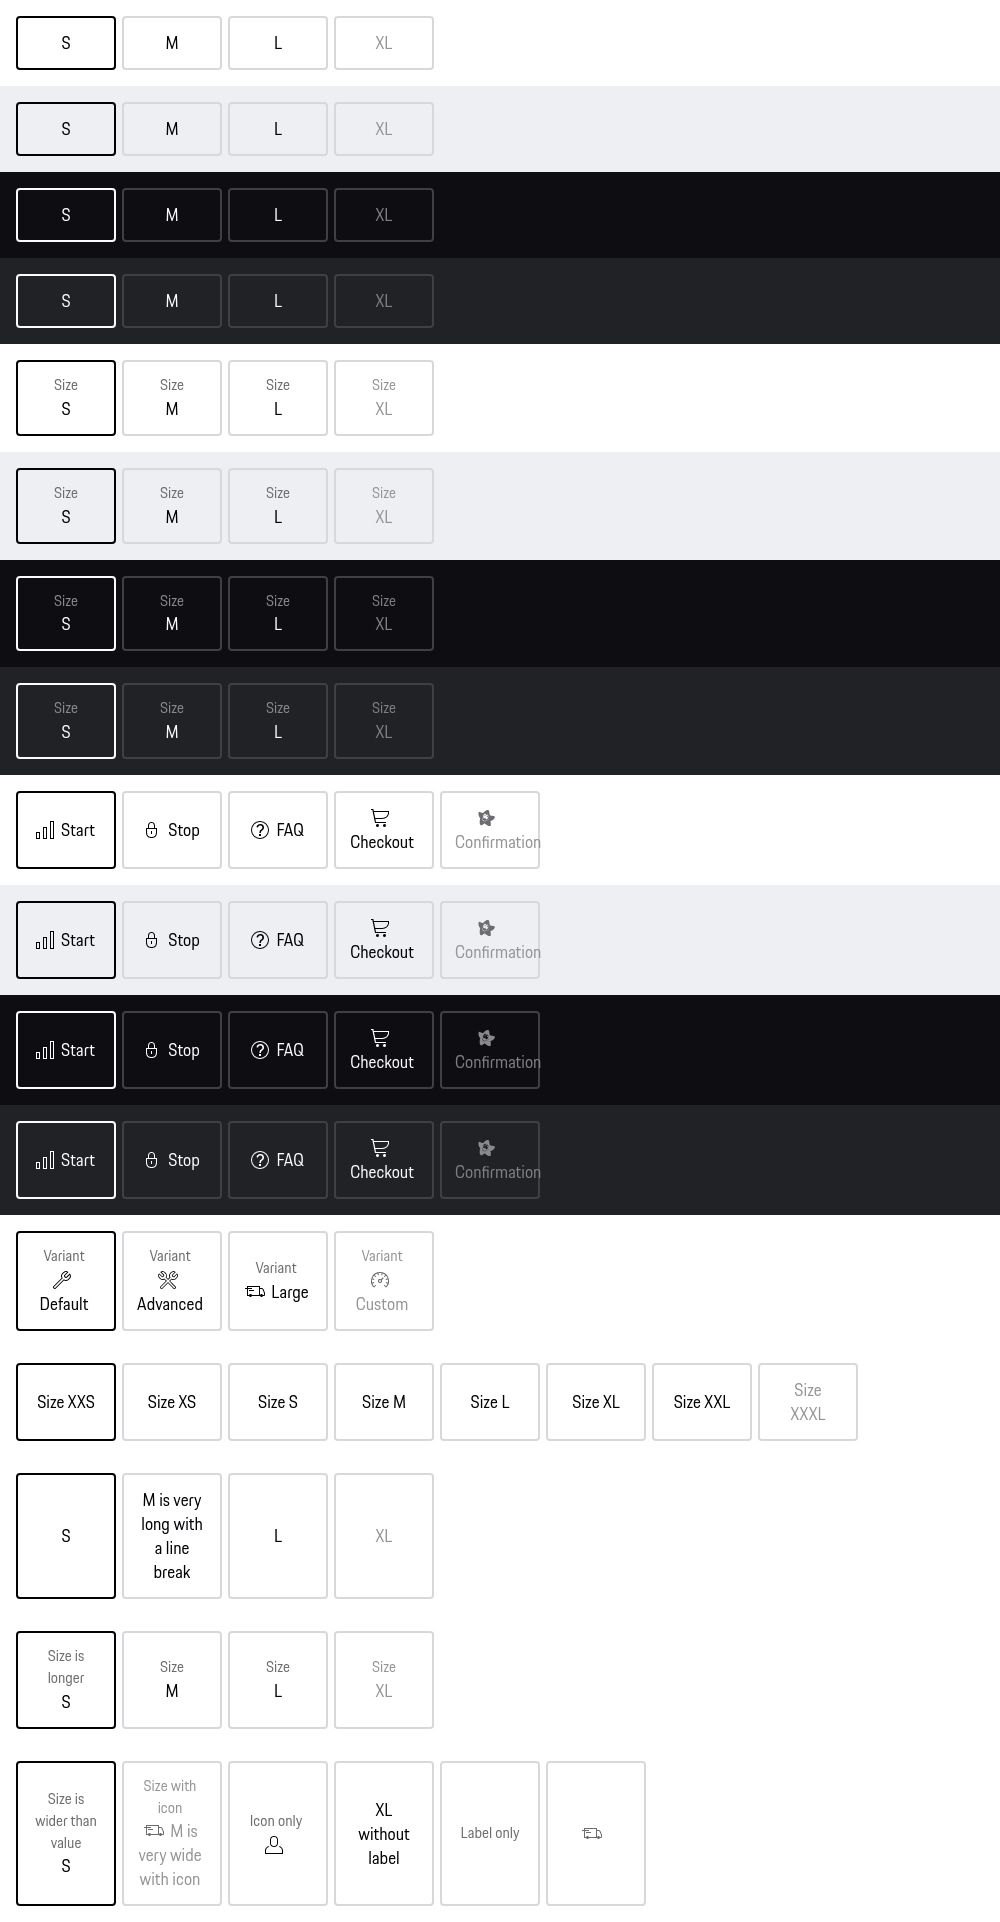 S M L XL
S M L XL
S M L XL
S M L XL
Size Size Size Size
S M L XL
Size Size Size Size
S M L XL
Size Size Size Size
S M L XL
Size Size Size Size
S M L XL
Start Stop FAQ Checkout Confirmation
Start Stop FAQ Checkout Confirmation
Start Stop FAQ Checkout Confirmation
Start Stop FAQ Checkout Confirmation
Variant
Default
Variant
Advanced
Variant
Large
Variant
Custom
Size XXS
Size XS
Size S
Size M
Size L
Size XL
Size XXL
Size
XXXL
S
M is very
long with
a line
break
L
XL
Size is
longer
S
Size
M
Size
L
Size
XL
Size is
wider than
value
S
Size with
icon
M is
very wide
with icon
Icon only
XL
without
label
Label only